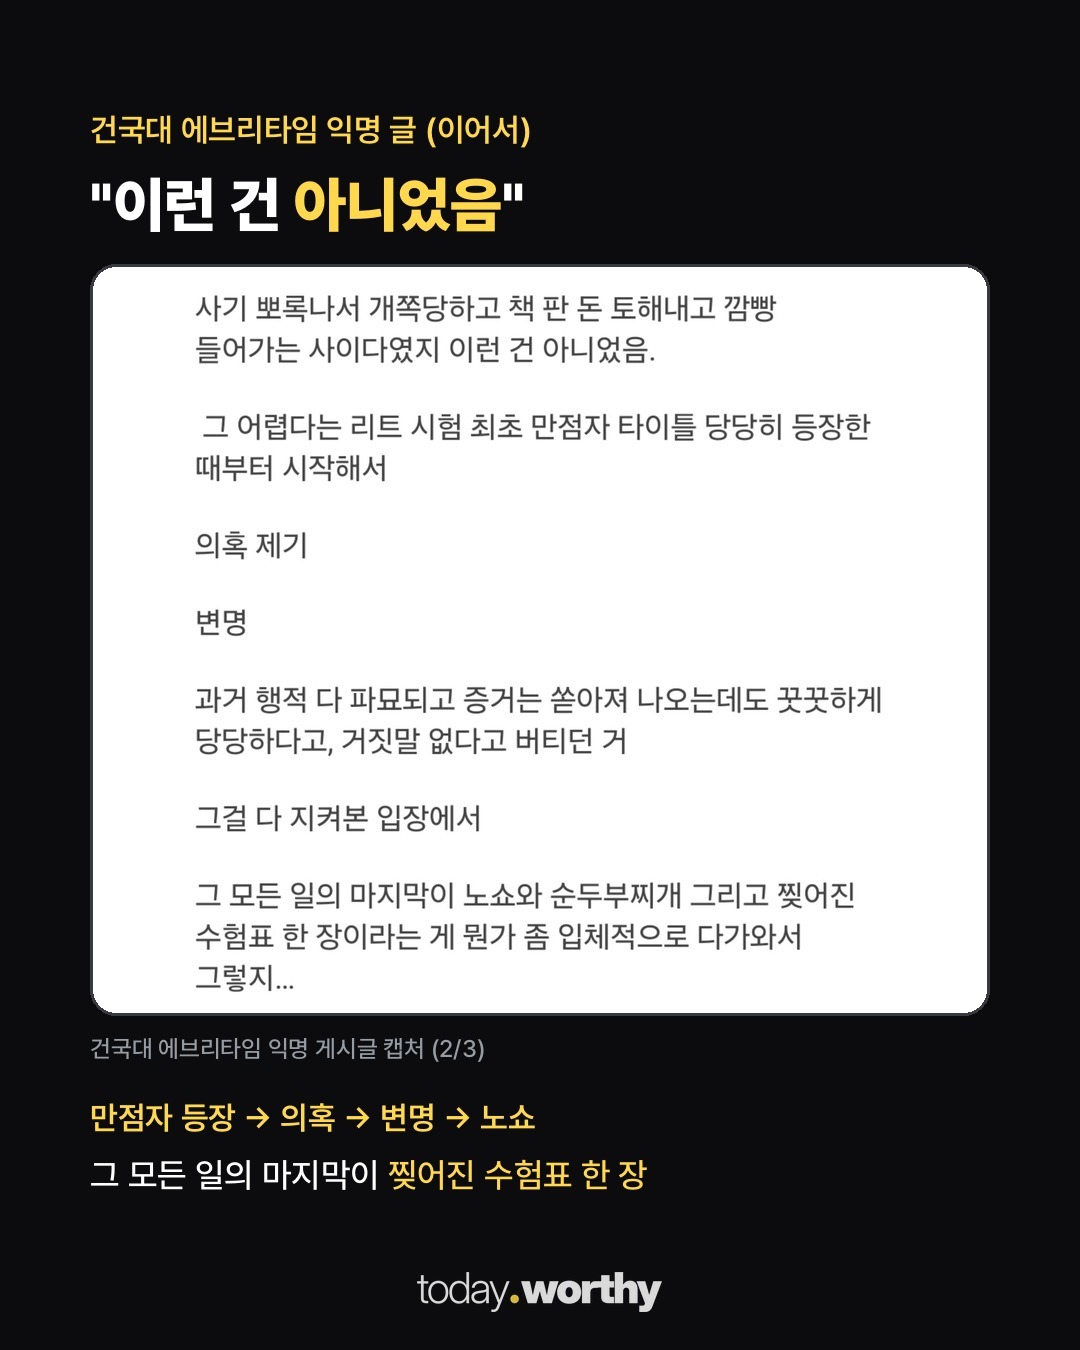 건국대 에브리타임 익명 글 (이어서)
"이런 건 아니었음"
사기 뽀록나서 개쪽당하고 책 판 돈 토해내고 깜빵
들어가는 사이다였지 이런 건 아니었음.
그 어렵다는 리트 시험 최초 만점자 타이틀 당당히 등장한
때부터 시작해서
의혹 제기
변명
과거 행적 다 파묘되고 증거는 쏟아져 나오는데도 꿋꿋하게
당당하다고, 거짓말 없다고 버티던 거
그걸 다 지켜본 입장에서
그 모든 일의 마지막이 노쇼와 순두부찌개 그리고 찢어진
수험표 한 장이라는 게 뭔가 좀 입체적으로 다가와서
그렇지...
건국대 에브리타임 익명 게시글 캡처 (2/3)
만점자 등장 → 의혹 → 변명 → 노쇼
그 모든 일의 마지막이 찢어진 수험표 한 장
today.worthy